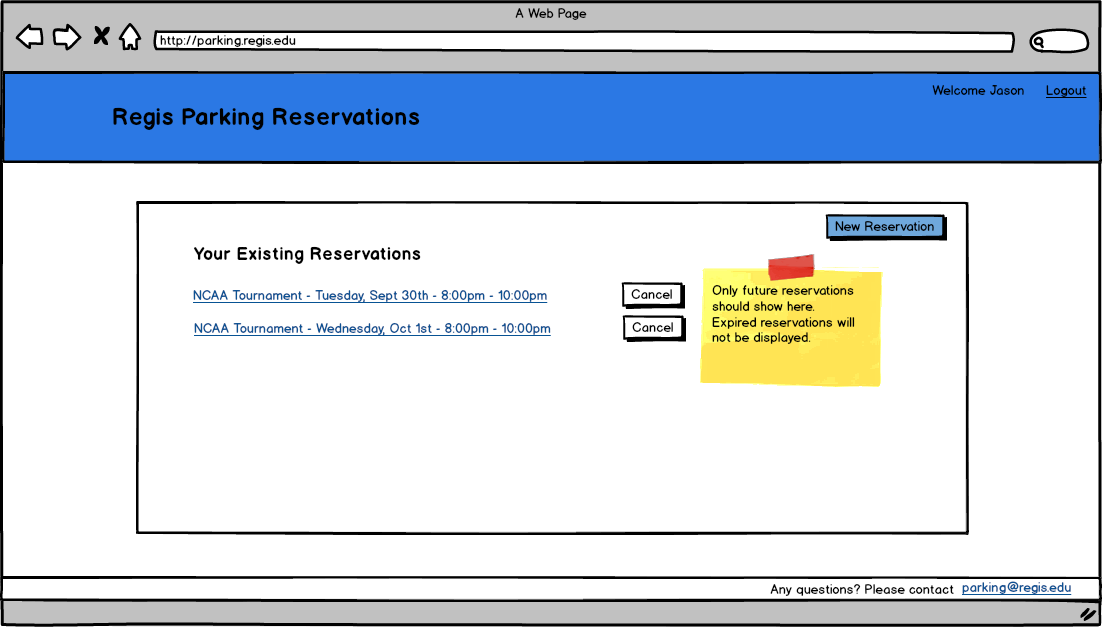 A Web Page
http://parking.regis.edu
Welcome Jason Logout
Regis Parking Reservations
New Reservation
Your Existing Reservations
NCAA Tournament - Tuesday, Sept 30th - 8:00pm - 10:00pm Cancel
NCAA Tournament - Wednesday, Oct 1st - 8:00pm - 10:00pm Cancel
Only future reservations
should show here.
Expired reservations will
not be displayed.
Any questions? Please contact parking@regis.edu